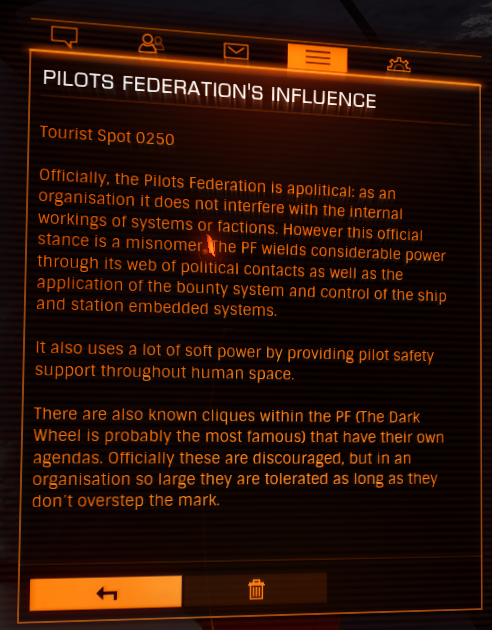 PILOTS FEDERATION'S INFLUENCE
Tourist Spot 0250
Officially, the Pilots Federation is apolitical: as an
organisation it does not interfere with the internal
workings of systems or factions. However this official
stance is a misnomer. The PF wields considerable power
through its web of political contacts as well as the
application of the bounty system and control of the ship
and station embedded systems.
It also uses a lot of soft power by providing pilot safety
support throughout human space.
There are also known cliques within the PF (The Dark
Wheel is probably the most famous) that have their own
agendas. Officially these are discouraged, but in an
organisation so large they are tolerated as long as they
don't overstep the mark.